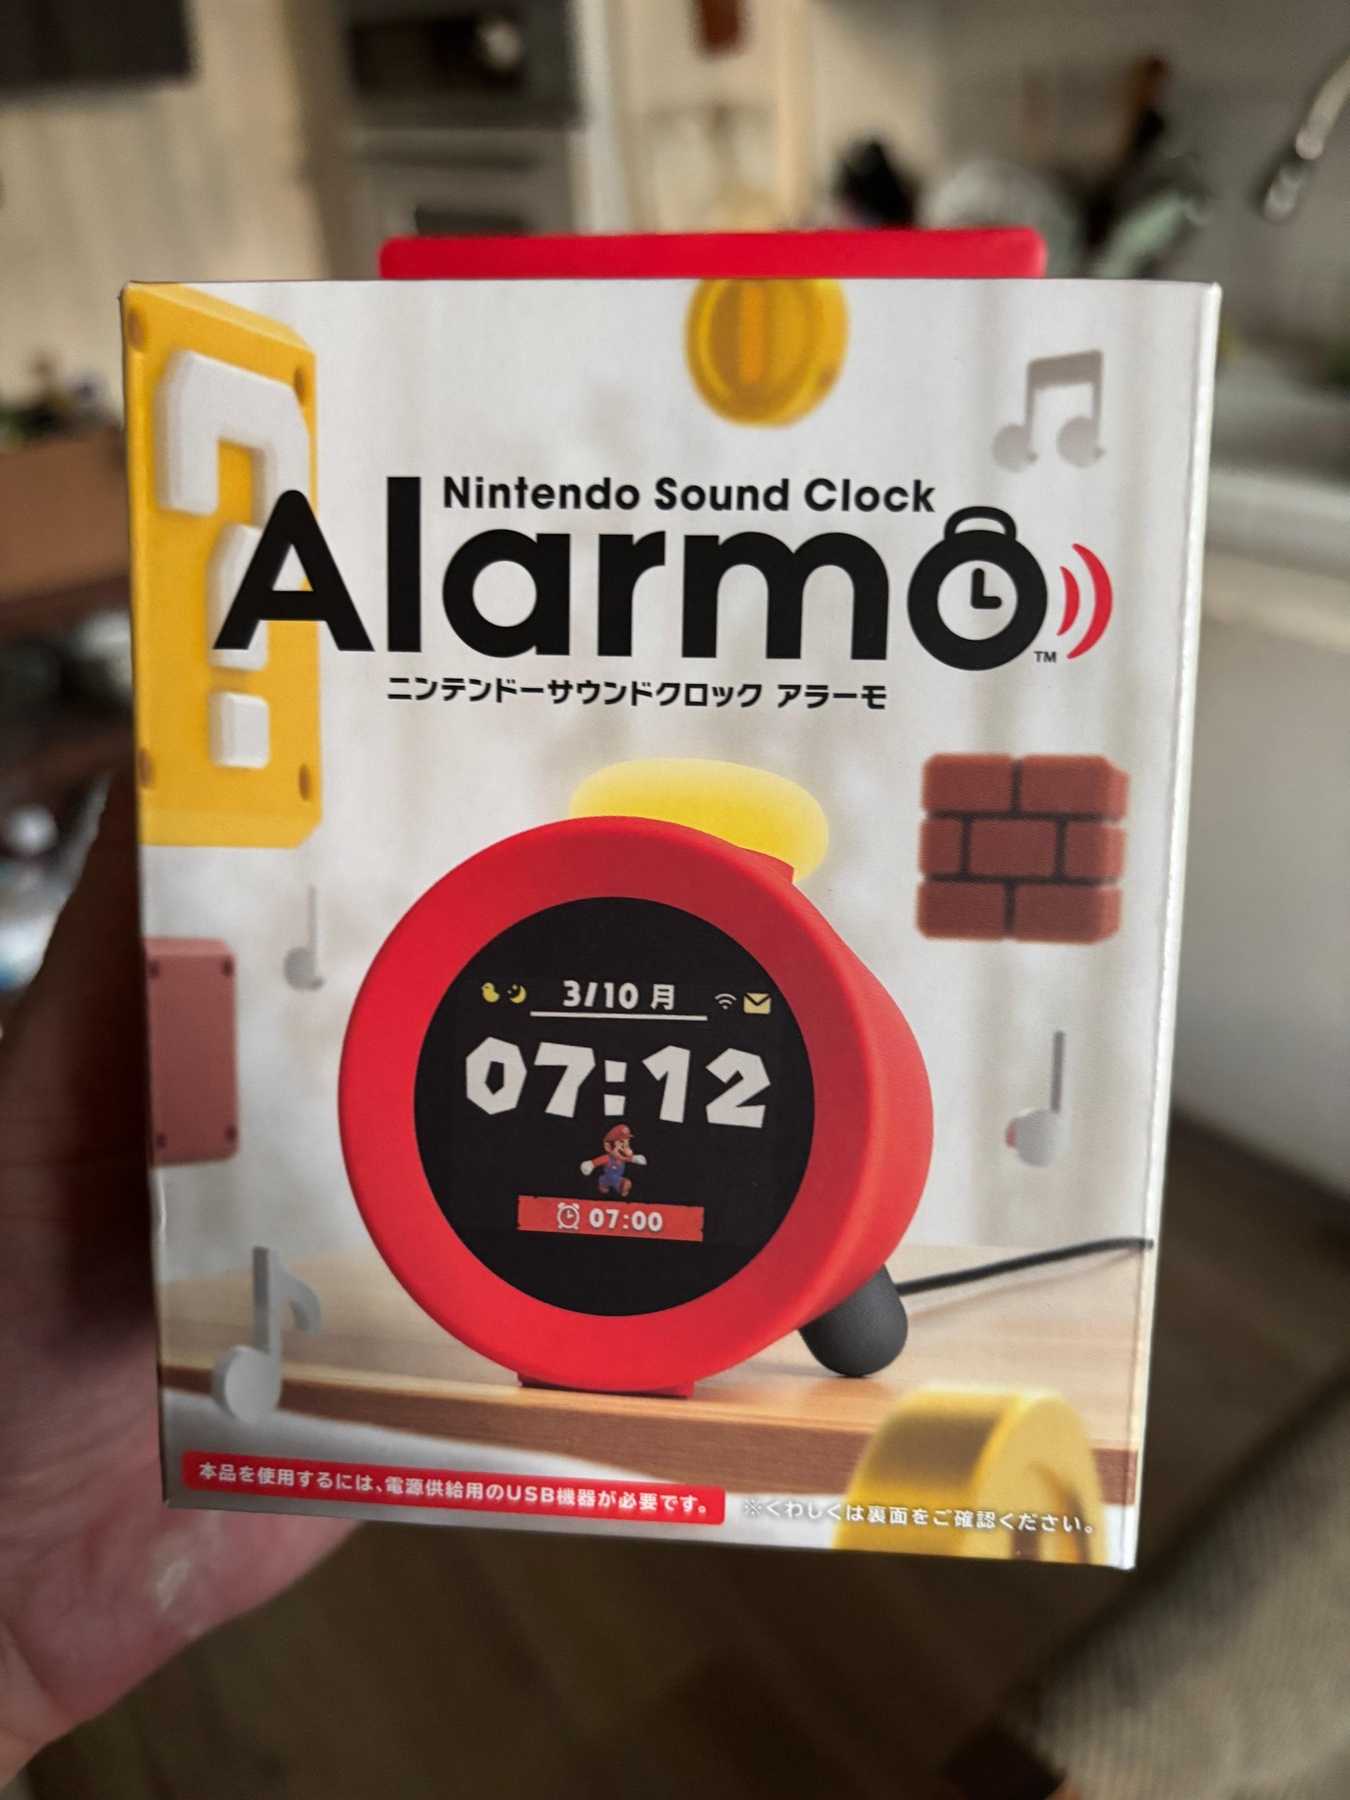 Nintendo Sound Clock
Alarmo
TM
ニンテンドーサウンドクロック アラーモ
3/10 月
07:12
07:00
本品を使用するには、電源供給用のUSB機器が必要です。
※くわしくは裏面をご確認ください。